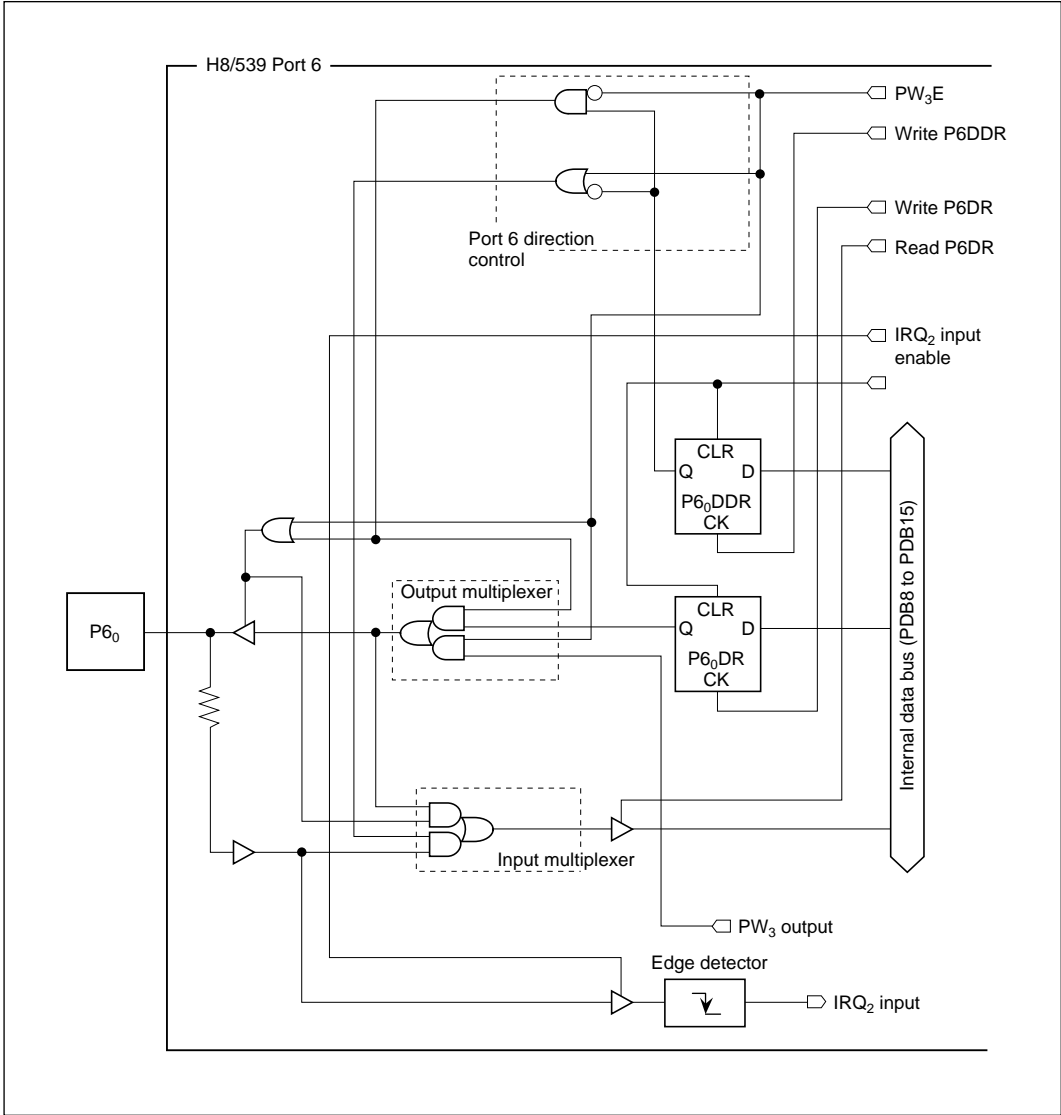 H8/539 Port 6
PW₃E
Write P6DDR
Write P6DR
Port 6 direction
control
Read P6DR
IRQ₂ input
enable
CLR
Q D
P6₀DDR
CK
Output multiplexer
CLR
P6₀
Q D
P6₀DR
CK
Internal data bus (PDB8 to PDB15)
Input multiplexer
PW₃ output
Edge detector
IRQ₂ input